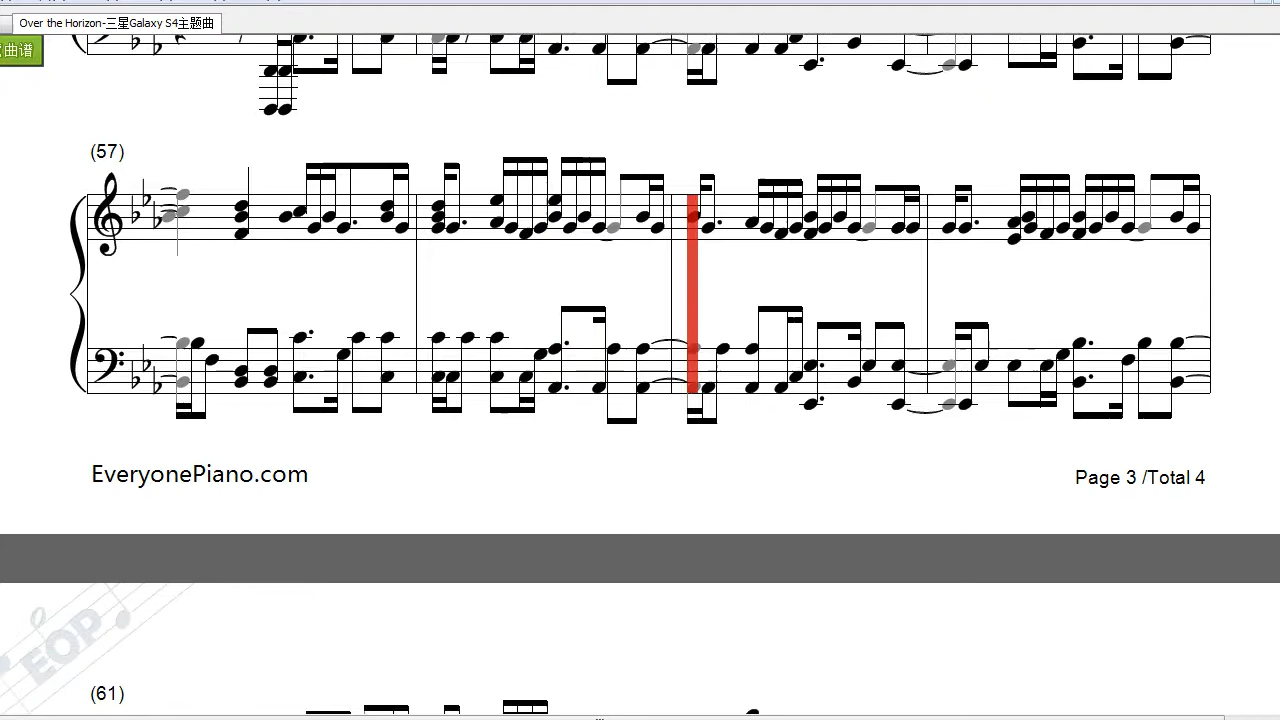 Over the Horizon-三星Galaxy S4主题曲
曲谱
(57)
EveryonePiano.com
Page 3 /Total 4
EOP
(61)